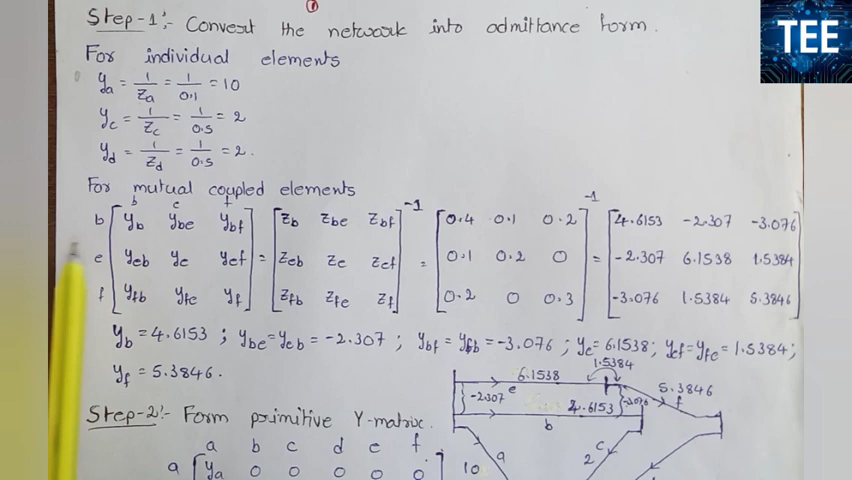 ①
Step-1:- Convert the network into admittance form.
TEE
For individual elements
ya = 1/Za = 1/0.1 = 10
yc = 1/Zc = 1/0.5 = 2
yd = 1/Zd = 1/0.5 = 2.
For mutual coupled elements
b e f
b [yb ybe ybf] = [Zb Zbe Zbf]⁻¹ = [0.4 0.1 0.2]⁻¹ = [4.6153 -2.307 -3.076]
e [yeb ye yef] = [Zeb Ze Zef] = [0.1 0.2 0] = [-2.307 6.1538 1.5384]
f [yfb yfe yf] = [Zfb Zfe Zf] = [0.2 0 0.3] = [-3.076 1.5384 5.3846]
yb = 4.6153 ; ybe = yeb = -2.307 ; ybf = yfb = -3.076 ; ye = 6.1538 ; yef = yfe = 1.5384 ;
yf = 5.3846.
1.5384
6.1538
e
5.3846
f
-2.307
4.6153
-3.076
b
Step-2:- Form primitive Y-matrix.
a b c d e f
a [ya 0 0 0 0 0]
10
a
2
c